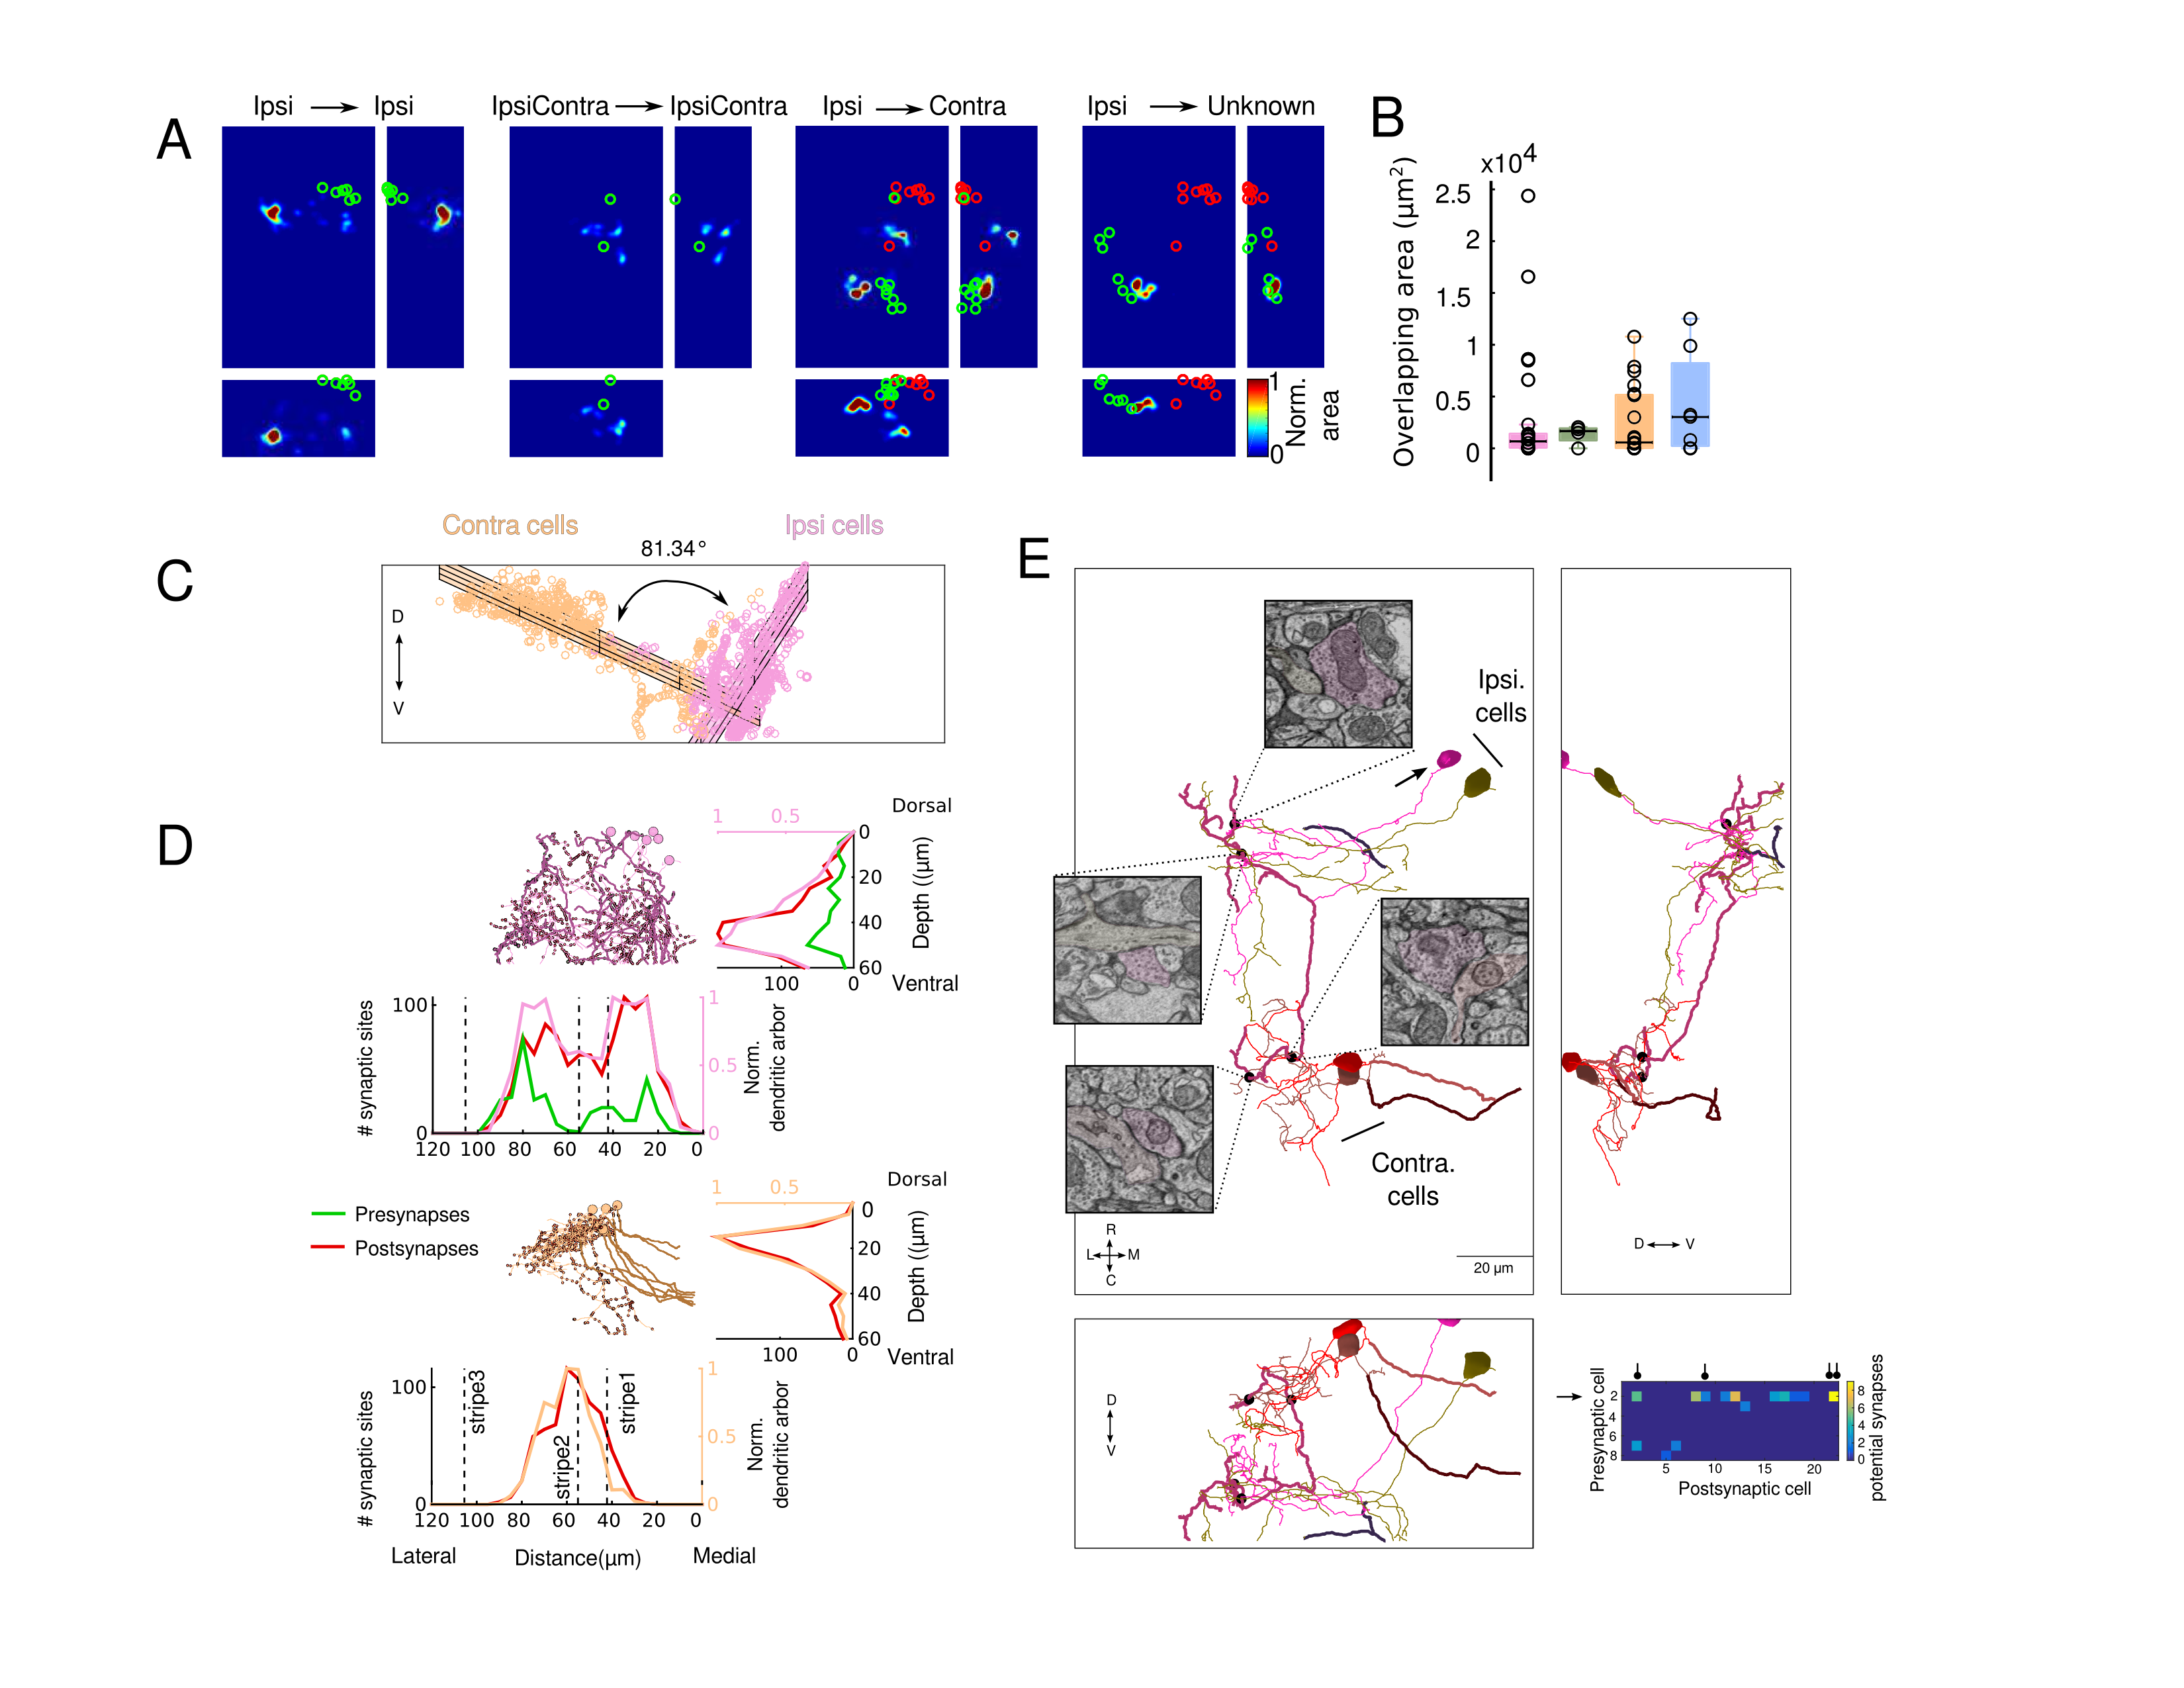 A
Ipsi → Ipsi
IpsiContra → IpsiContra
Ipsi → Contra
Ipsi → Unknown
1
0
Norm.
area
B
x10^4
2.5
2
1.5
1
0.5
0
Overlapping area (µm²)
C
Contra cells
Ipsi cells
81.34°
D
V
D
1 0.5
Dorsal
0
20
40
60
Depth ((µm)
100 0
Ventral
# synaptic sites
100
0
120 100 80 60 40 20 0
1
0.5
0
Norm.
dendritic arbor
Presynapses
Postsynapses
1 0.5
Dorsal
0
20
40
60
Depth ((µm)
100 0
Ventral
# synaptic sites
100
0
stripe3
stripe2
stripe1
1
0.5
0
Norm.
dendritic arbor
120 100 80 60 40 20 0
Lateral Distance(µm) Medial
E
Ipsi.
cells
Contra.
cells
R
L M
C
20 µm
D V
D
V
Presynaptic cell
2
4
6
8
5 10 15 20
Postsynaptic cell
8
6
4
2
0
potential synapses